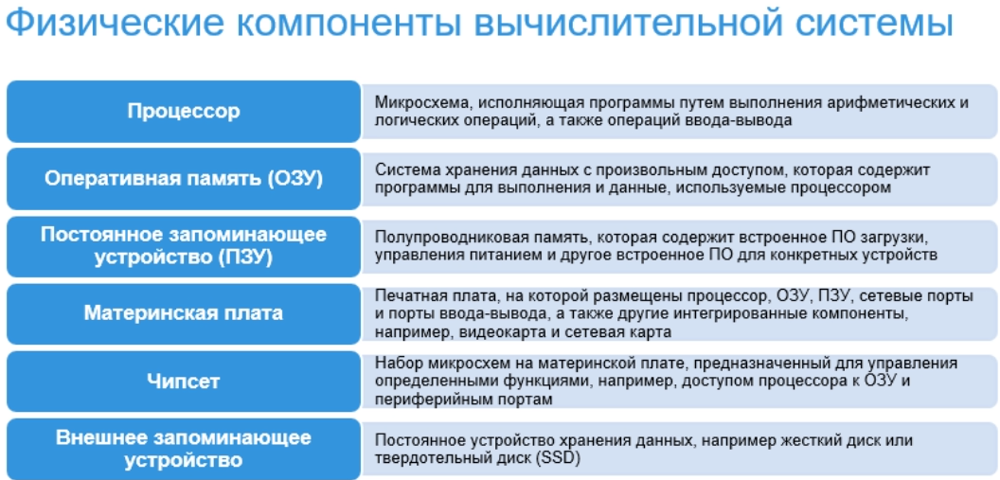 Физические компоненты вычислительной системы
Процессор
Микросхема, исполняющая программы путем выполнения арифметических и
логических операций, а также операций ввода-вывода
Оперативная память (ОЗУ)
Система хранения данных с произвольным доступом, которая содержит
программы для выполнения и данные, используемые процессором
Постоянное запоминающее
устройство (ПЗУ)
Полупроводниковая память, которая содержит встроенное ПО загрузки,
управления питанием и другое встроенное ПО для конкретных устройств
Материнская плата
Печатная плата, на которой размещены процессор, ОЗУ, ПЗУ, сетевые порты
и порты ввода-вывода, а также другие интегрированные компоненты,
например, видеокарта и сетевая карта
Чипсет
Набор микросхем на материнской плате, предназначенный для управления
определенными функциями, например, доступом процессора к ОЗУ и
периферийным портам
Внешнее запоминающее
устройство
Постоянное устройство хранения данных, например жесткий диск или
твердотельный диск (SSD)